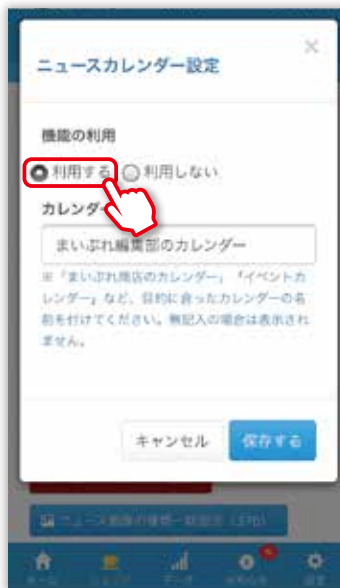 ニュースカレンダー設定
×
機能の利用
利用する
利用しない
カレンダー
まいぷれ編集部のカレンダー
※「まいぷれ商店のカレンダー」「イベントカ
レンダー」など、目的に合ったカレンダーの名
前を付けてください。無記入の場合は表示され
ません。
キャンセル
保存する